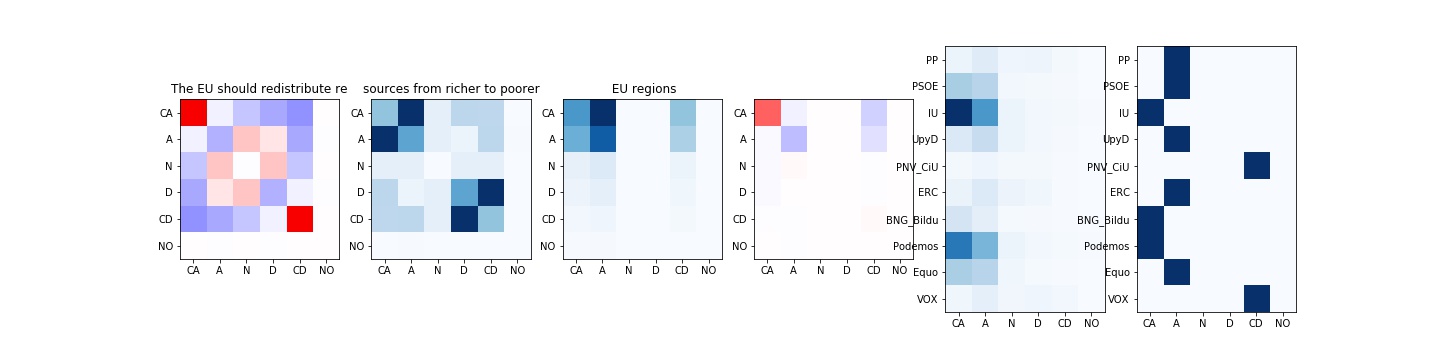 The EU should redistribute re sources from richer to poorer EU regions
CA
A
N
D
CD
NO
CA A N D CD NO
CA
A
N
D
CD
NO
CA A N D CD NO
CA
A
N
D
CD
NO
CA A N D CD NO
CA
A
N
D
CD
NO
CA A N D CD NO
PP
PSOE
IU
UpyD
PNV_CiU
ERC
BNG_Bildu
Podemos
Equo
VOX
CA A N D CD NO
PP
PSOE
IU
UpyD
PNV_CiU
ERC
BNG_Bildu
Podemos
Equo
VOX
CA A N D CD NO